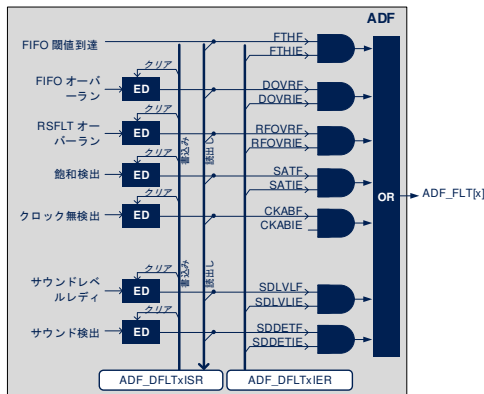 ADF
FIFO 閾値到達
FTHF
FTHIE
クリア
FIFO オーバ
ーラン
ED
DOVRF
DOVRIE
クリア
RSFLT オー
バーラン
ED
RFOVRF
RFOVRIE
書込み
読出し
クリア
飽和検出
ED
SATF
SATIE
OR
ADF_FLT[x]
クリア
クロック無検出
ED
CKABF
CKABIE
書込み
読出し
クリア
サウンドレベ
ルレディ
ED
SDLVLF
SDLVLIE
クリア
サウンド検出
ED
SDDETF
SDDETIE
ADF_DFLTxISR
ADF_DFLTxIER